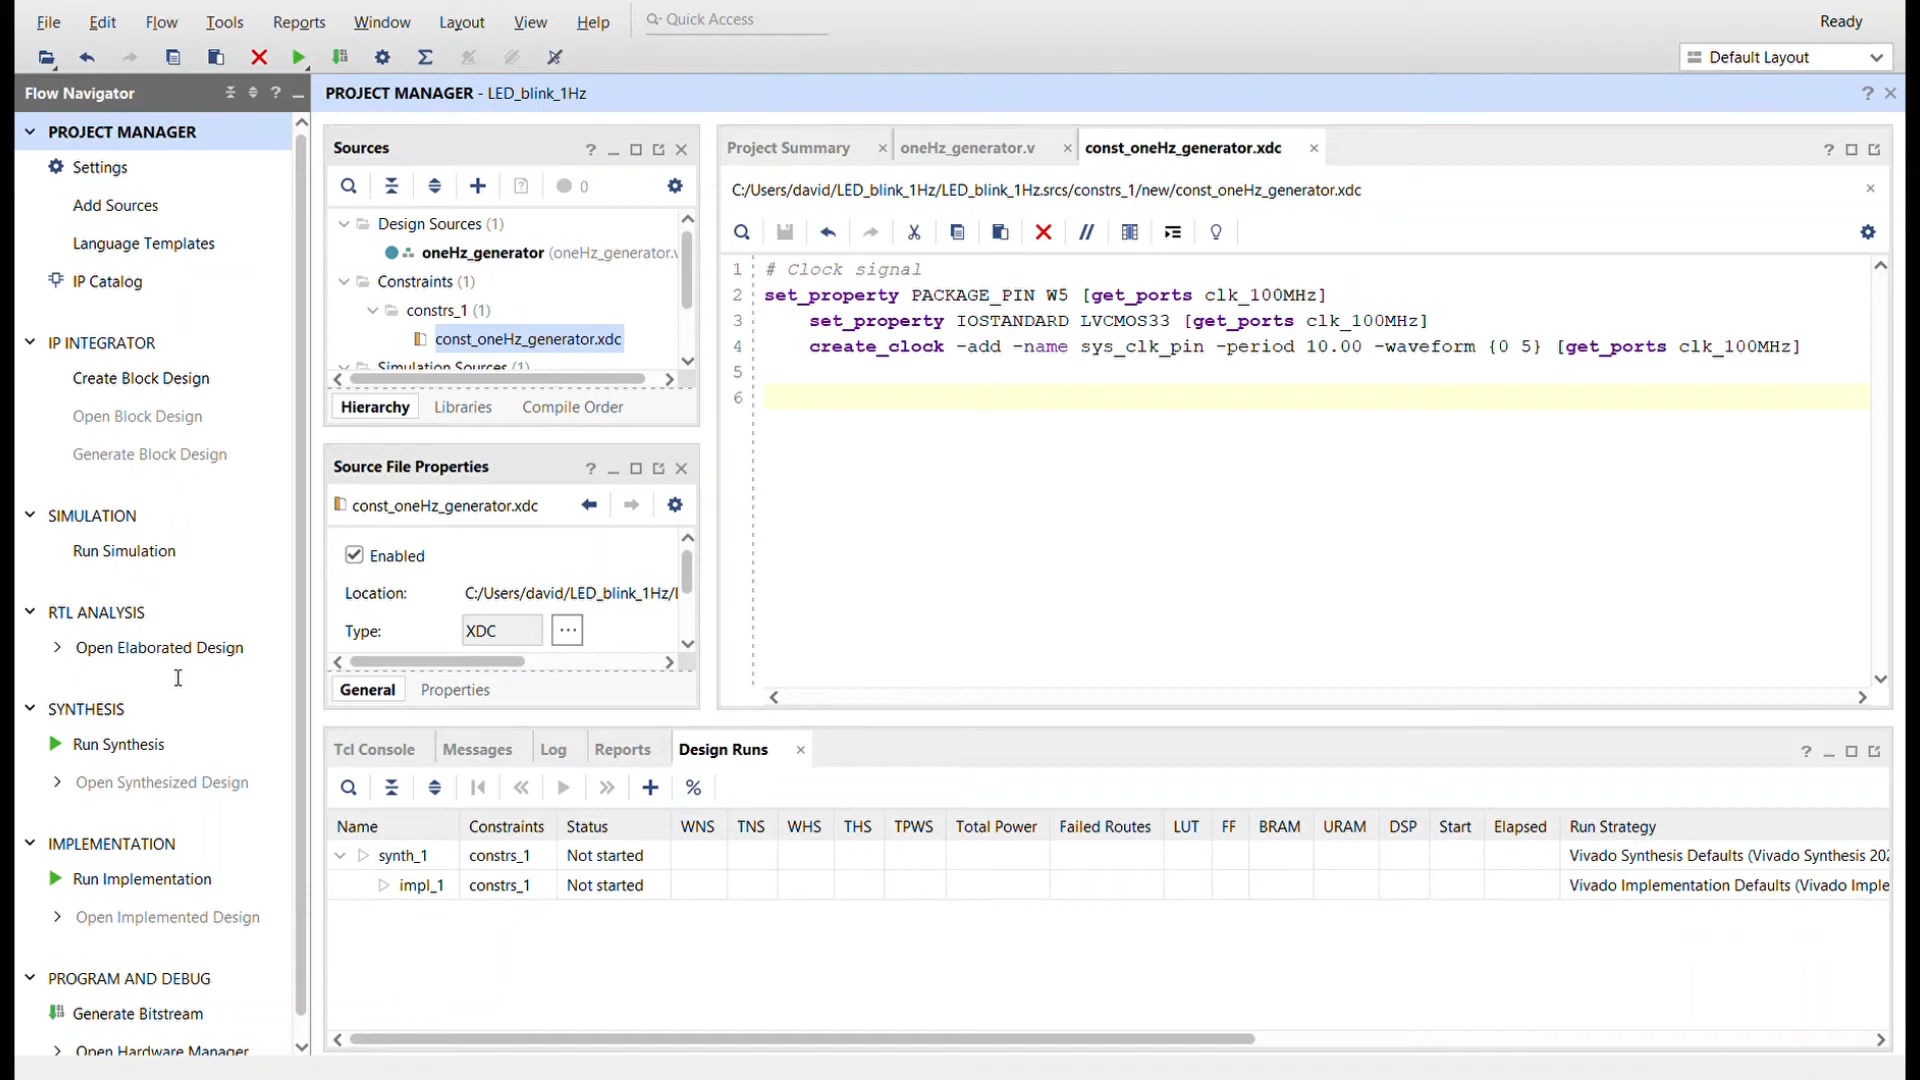 File Edit Flow Tools Reports Window Layout View Help Quick Access Ready
Default Layout
Flow Navigator ? _
PROJECT MANAGER
Settings
Add Sources
Language Templates
IP Catalog
IP INTEGRATOR
Create Block Design
Open Block Design
Generate Block Design
SIMULATION
Run Simulation
RTL ANALYSIS
Open Elaborated Design
SYNTHESIS
Run Synthesis
Open Synthesized Design
IMPLEMENTATION
Run Implementation
Open Implemented Design
PROGRAM AND DEBUG
Generate Bitstream
Open Hardware Manager
PROJECT MANAGER - LED_blink_1Hz
Sources
0
Design Sources (1)
oneHz_generator (oneHz_generator.v
Constraints (1)
constrs_1 (1)
const_oneHz_generator.xdc
Simulation Sources (1)
Hierarchy Libraries Compile Order
Source File Properties
const_oneHz_generator.xdc
Enabled
Location: C:/Users/david/LED_blink_1Hz/
Type: XDC ...
General Properties
Project Summary oneHz_generator.v const_oneHz_generator.xdc
C:/Users/david/LED_blink_1Hz/LED_blink_1Hz.srcs/constrs_1/new/const_oneHz_generator.xdc
1 # Clock signal
2 set_property PACKAGE_PIN W5 [get_ports clk_100MHz]
3 set_property IOSTANDARD LVCMOS33 [get_ports clk_100MHz]
4 create_clock -add -name sys_clk_pin -period 10.00 -waveform {0 5} [get_ports clk_100MHz]
5
6
Tcl Console Messages Log Reports Design Runs
Name Constraints Status WNS TNS WHS THS TPWS Total Power Failed Routes LUT FF BRAM URAM DSP Start Elapsed Run Strategy
synth_1 constrs_1 Not started Vivado Synthesis Defaults (Vivado Synthesis 202
impl_1 constrs_1 Not started Vivado Implementation Defaults (Vivado Imple